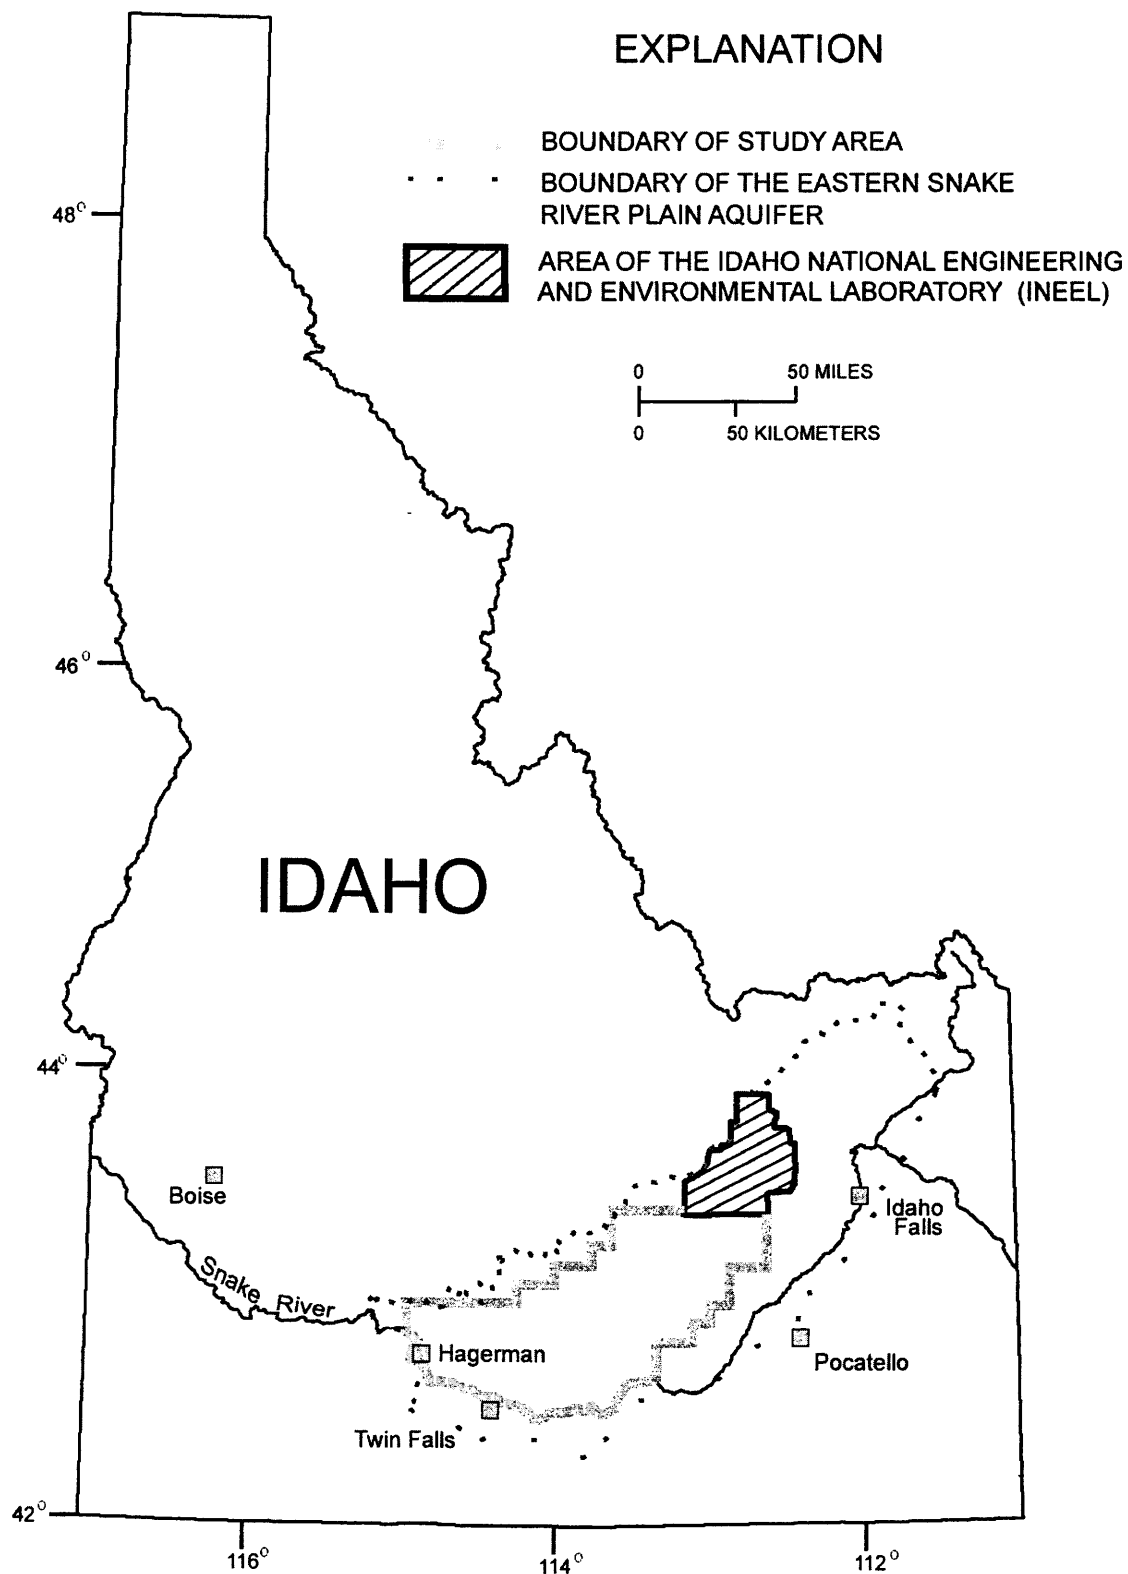 EXPLANATION
BOUNDARY OF STUDY AREA
BOUNDARY OF THE EASTERN SNAKE
RIVER PLAIN AQUIFER
AREA OF THE IDAHO NATIONAL ENGINEERING
AND ENVIRONMENTAL LABORATORY (INEEL)
0 50 MILES
0 50 KILOMETERS
48°
46°
IDAHO
44°
Boise
Idaho
Falls
Snake River
Hagerman
Pocatello
Twin Falls
42°
116°
114°
112°